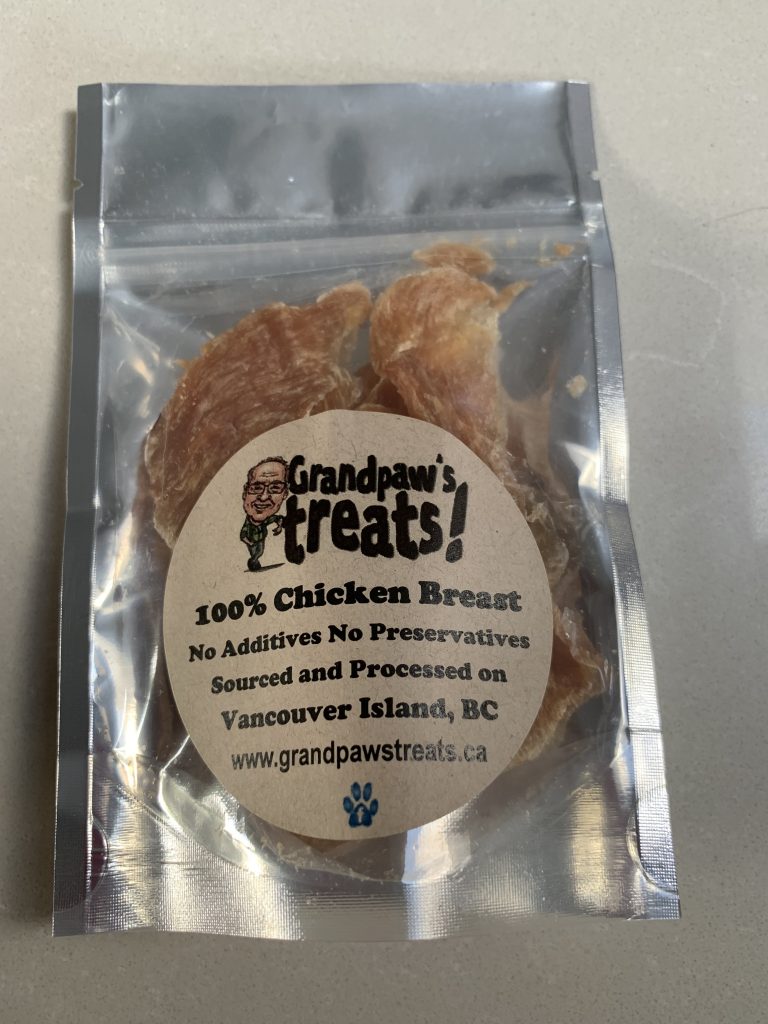 Grandpaw's
treats!
100% Chicken Breast
No Additives No Preservatives
Sourced and Processed on
Vancouver Island, BC
www.grandpawstreats.ca